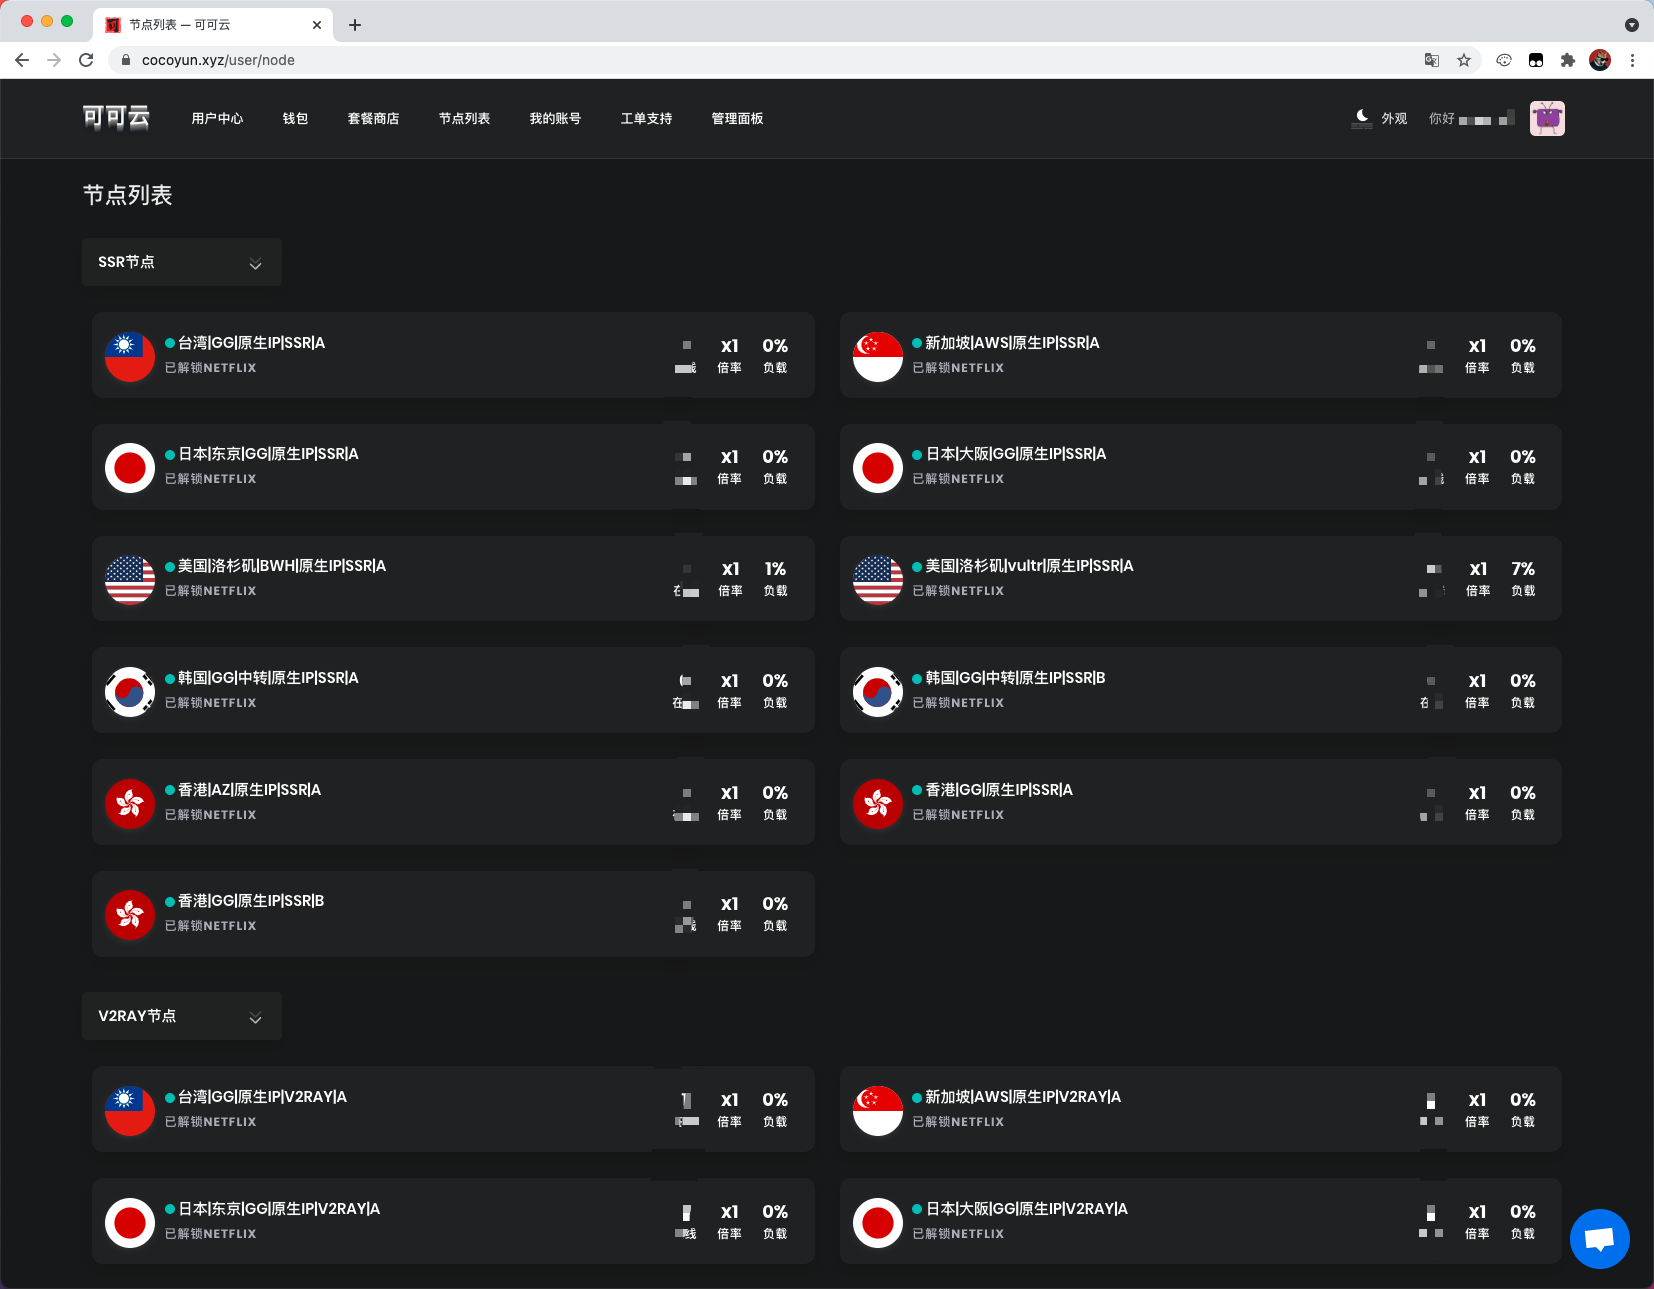 节点列表 — 可可云
cocoyun.xyz/user/node
可可云 用户中心 钱包 套餐商店 节点列表 我的账号 工单支持 管理面板 外观 你好
节点列表
SSR节点
台湾|GG|原生IP|SSR|A x1 0%
已解锁NETFLIX 倍率 负载
新加坡|AWS|原生IP|SSR|A x1 0%
已解锁NETFLIX 倍率 负载
日本|东京|GG|原生IP|SSR|A x1 0%
已解锁NETFLIX 倍率 负载
日本|大阪|GG|原生IP|SSR|A x1 0%
已解锁NETFLIX 倍率 负载
美国|洛杉矶|BWH|原生IP|SSR|A x1 1%
已解锁NETFLIX 倍率 负载
美国|洛杉矶|vultr|原生IP|SSR|A x1 7%
已解锁NETFLIX 倍率 负载
韩国|GG|中转|原生IP|SSR|A x1 0%
已解锁NETFLIX 倍率 负载
韩国|GG|中转|原生IP|SSR|B x1 0%
已解锁NETFLIX 倍率 负载
香港|AZ|原生IP|SSR|A x1 0%
已解锁NETFLIX 倍率 负载
香港|GG|原生IP|SSR|A x1 0%
已解锁NETFLIX 倍率 负载
香港|GG|原生IP|SSR|B x1 0%
已解锁NETFLIX 倍率 负载
V2RAY节点
台湾|GG|原生IP|V2RAY|A x1 0%
已解锁NETFLIX 倍率 负载
新加坡|AWS|原生IP|V2RAY|A x1 0%
已解锁NETFLIX 倍率 负载
日本|东京|GG|原生IP|V2RAY|A x1 0%
已解锁NETFLIX 倍率 负载
日本|大阪|GG|原生IP|V2RAY|A x1 0%
已解锁NETFLIX 倍率 负载